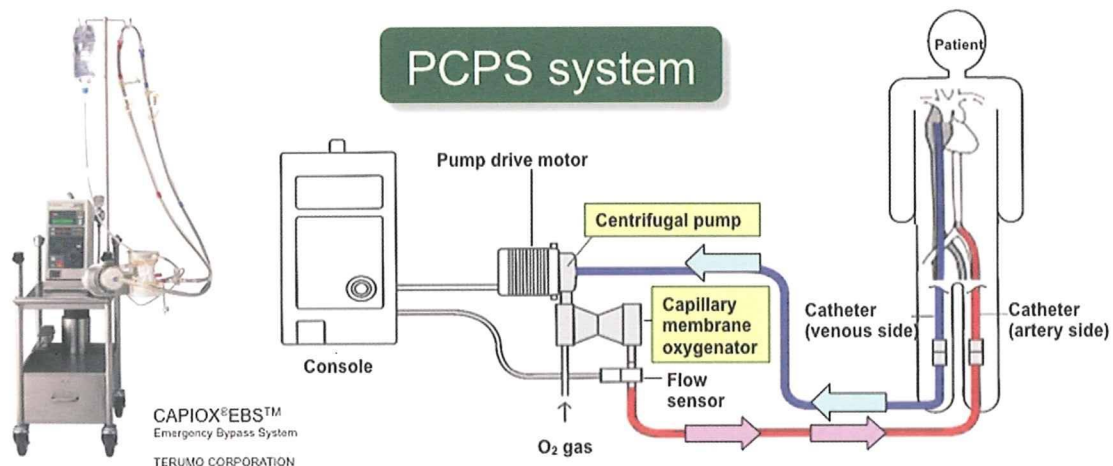 PCPS system
Patient
Pump drive motor
Centrifugal pump
Capillary
membrane
oxygenator
Catheter
(venous side)
Catheter
(artery side)
Console
Flow
sensor
O₂ gas
CAPIOX®EBS™
Emergency Bypass System
TERUMO CORPORATION